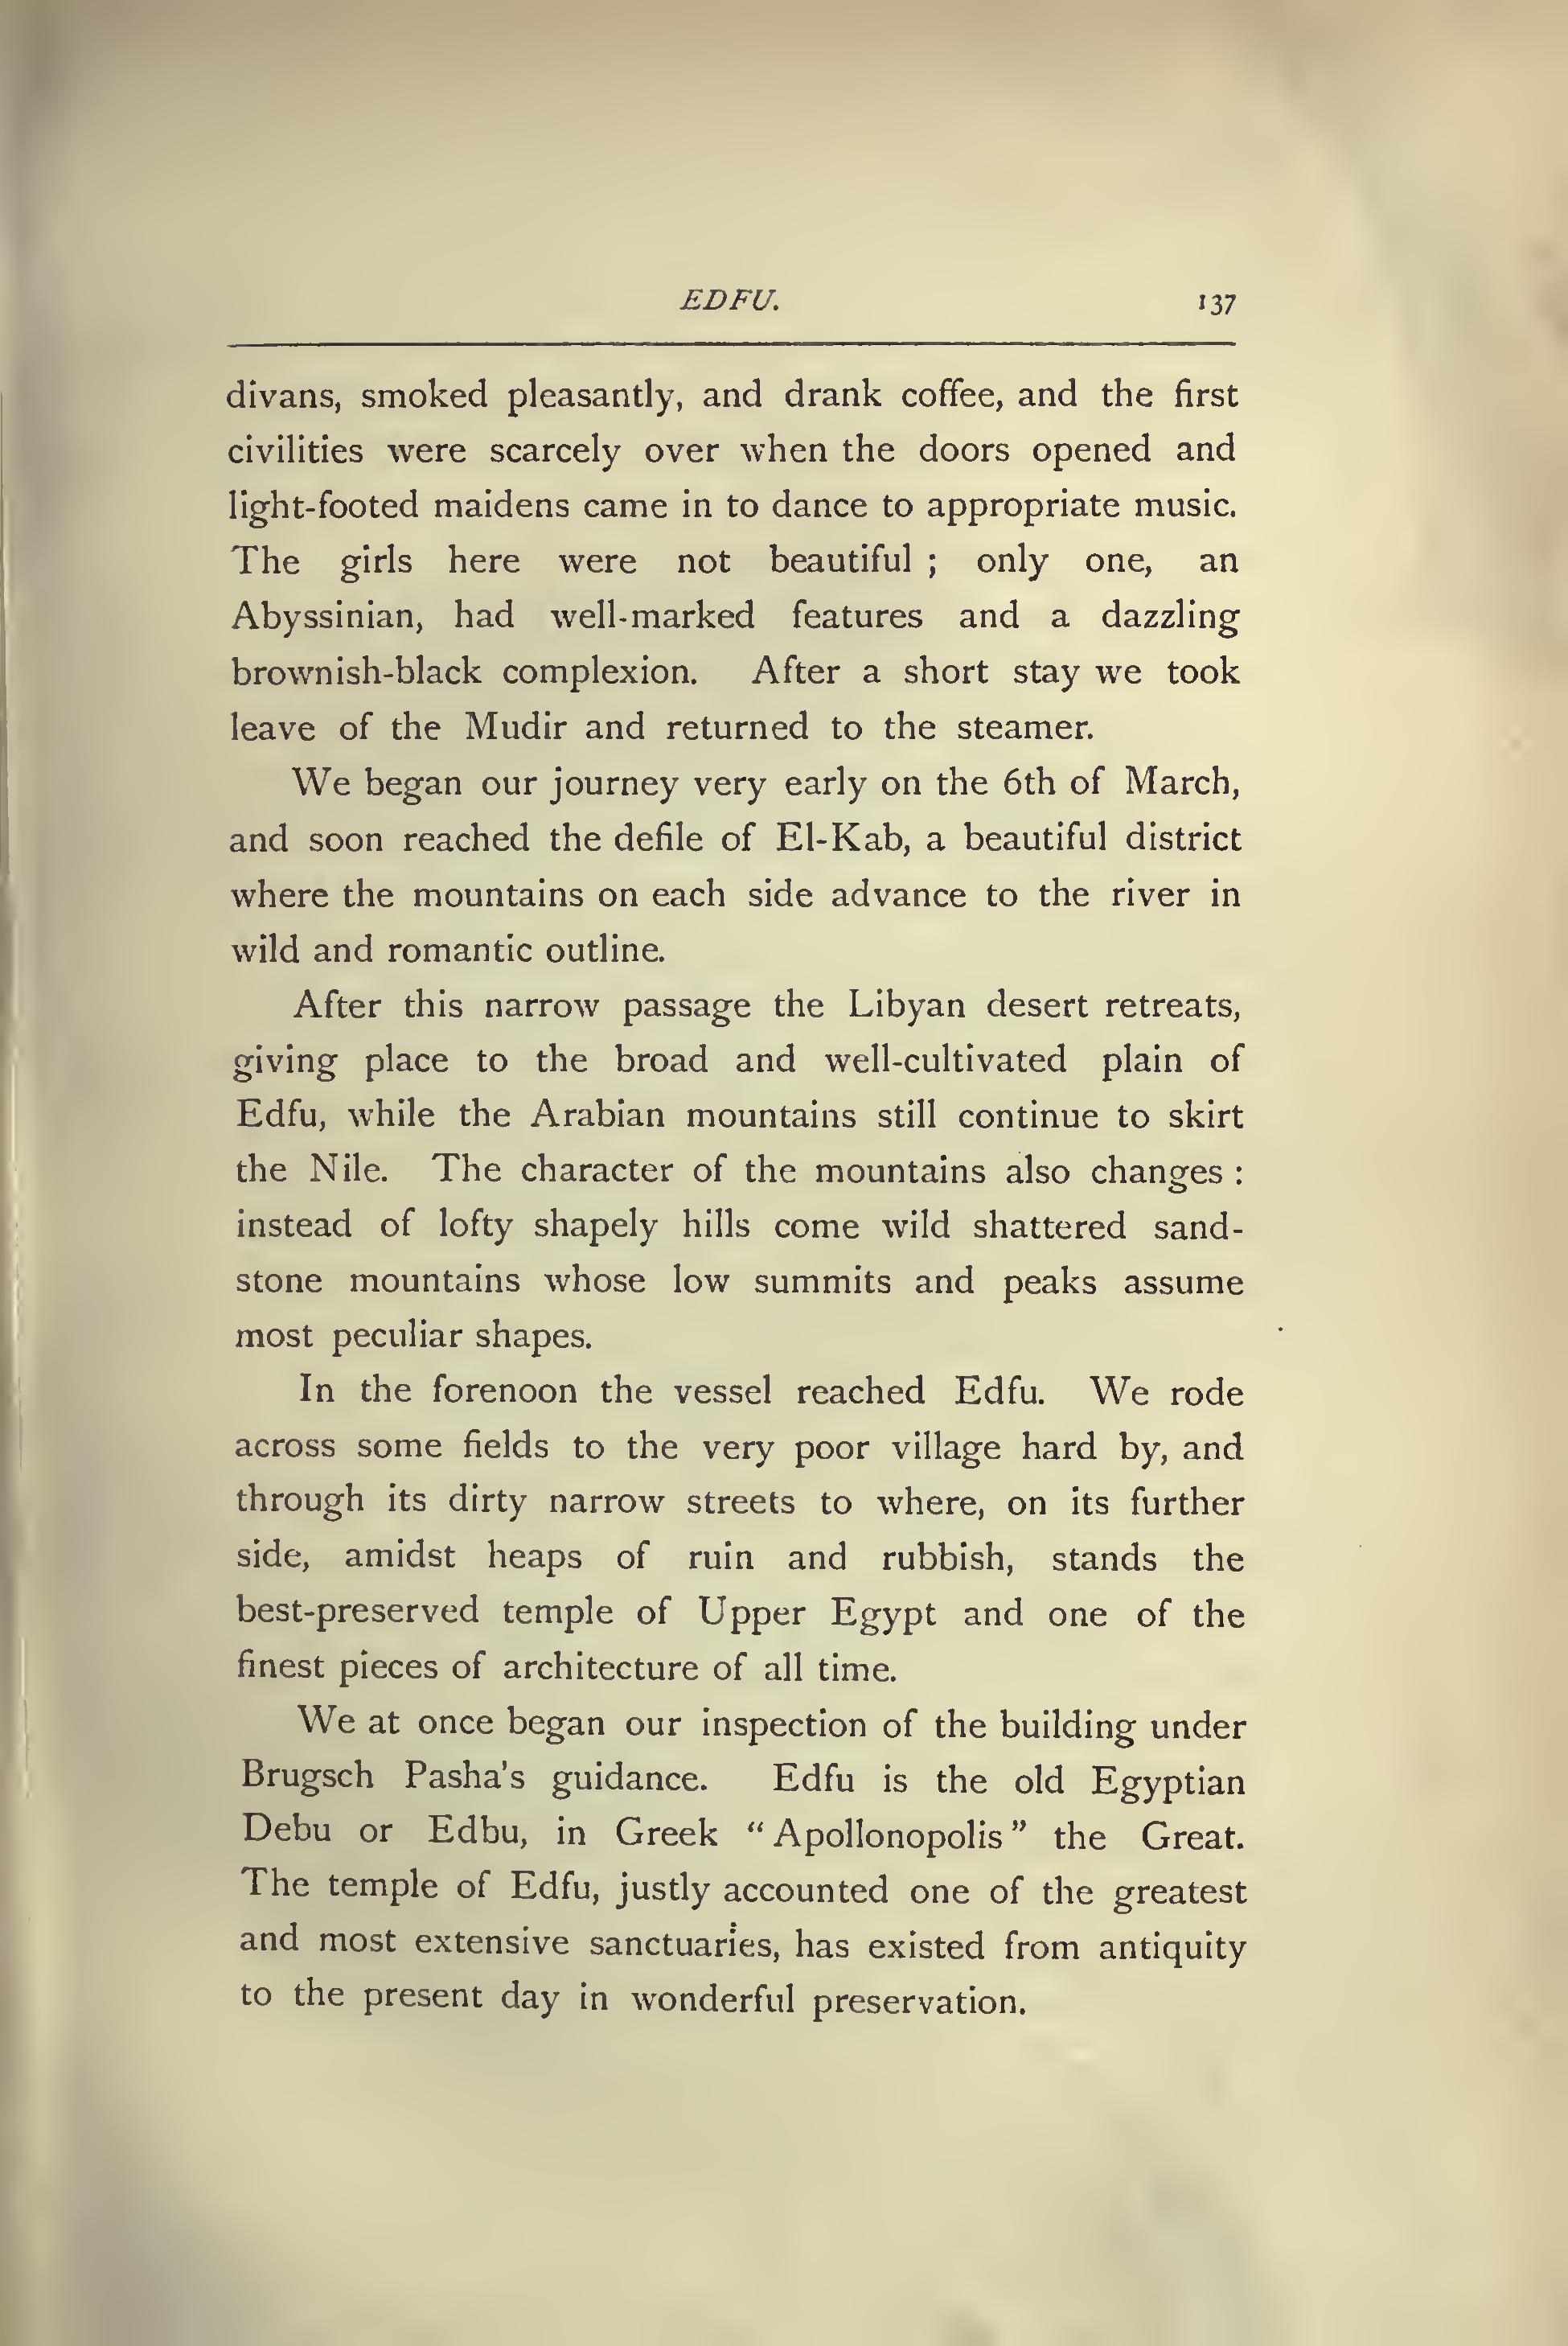 EDFU. 137
divans, smoked pleasantly, and drank coffee, and the first
civilities were scarcely over when the doors opened and
light-footed maidens came in to dance to appropriate music.
The girls here were not beautiful ; only one, an
Abyssinian, had well-marked features and a dazzling
brownish-black complexion. After a short stay we took
leave of the Mudir and returned to the steamer.
We began our journey very early on the 6th of March,
and soon reached the defile of El-Kab, a beautiful district
where the mountains on each side advance to the river in
wild and romantic outline.
After this narrow passage the Libyan desert retreats,
giving place to the broad and well-cultivated plain of
Edfu, while the Arabian mountains still continue to skirt
the Nile. The character of the mountains also changes :
instead of lofty shapely hills come wild shattered sand-
stone mountains whose low summits and peaks assume
most peculiar shapes.
In the forenoon the vessel reached Edfu. We rode
across some fields to the very poor village hard by, and
through its dirty narrow streets to where, on its further
side, amidst heaps of ruin and rubbish, stands the
best-preserved temple of Upper Egypt and one of the
finest pieces of architecture of all time.
We at once began our inspection of the building under
Brugsch Pasha's guidance. Edfu is the old Egyptian
Debu or Edbu, in Greek “Apollonopolis” the Great.
The temple of Edfu, justly accounted one of the greatest
and most extensive sanctuaries, has existed from antiquity
to the present day in wonderful preservation.